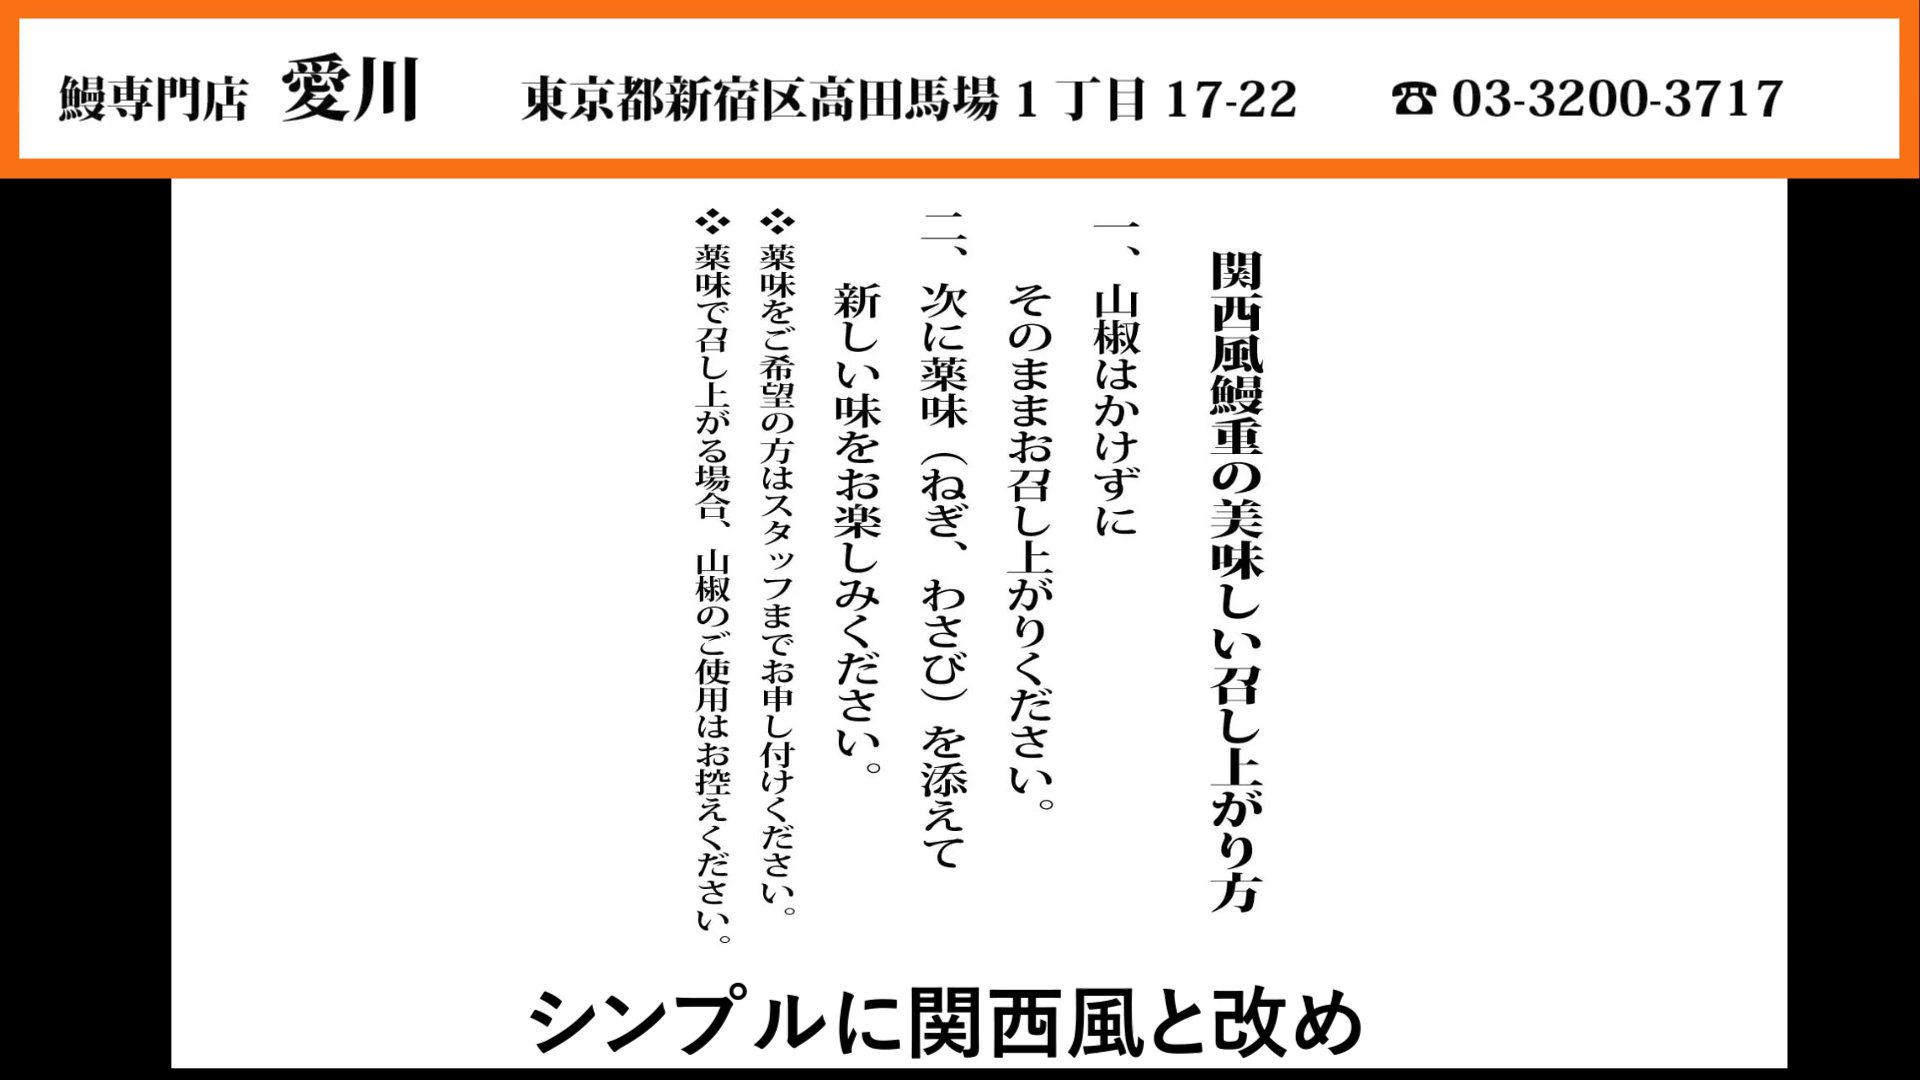 鰻専門店 愛川 東京都新宿区高田馬場1丁目17-22 ☎03-3200-3717
関西風鰻重の美味しい召し上がり方
一、山椒はかけずに
そのままお召し上がりください。
二、次に薬味（ねぎ、わさび）を添えて
新しい味をお楽しみください。
❖薬味をご希望の方はスタッフまでお申し付けください。
❖薬味で召し上がる場合、山椒のご使用はお控えください。
シンプルに関西風と改め